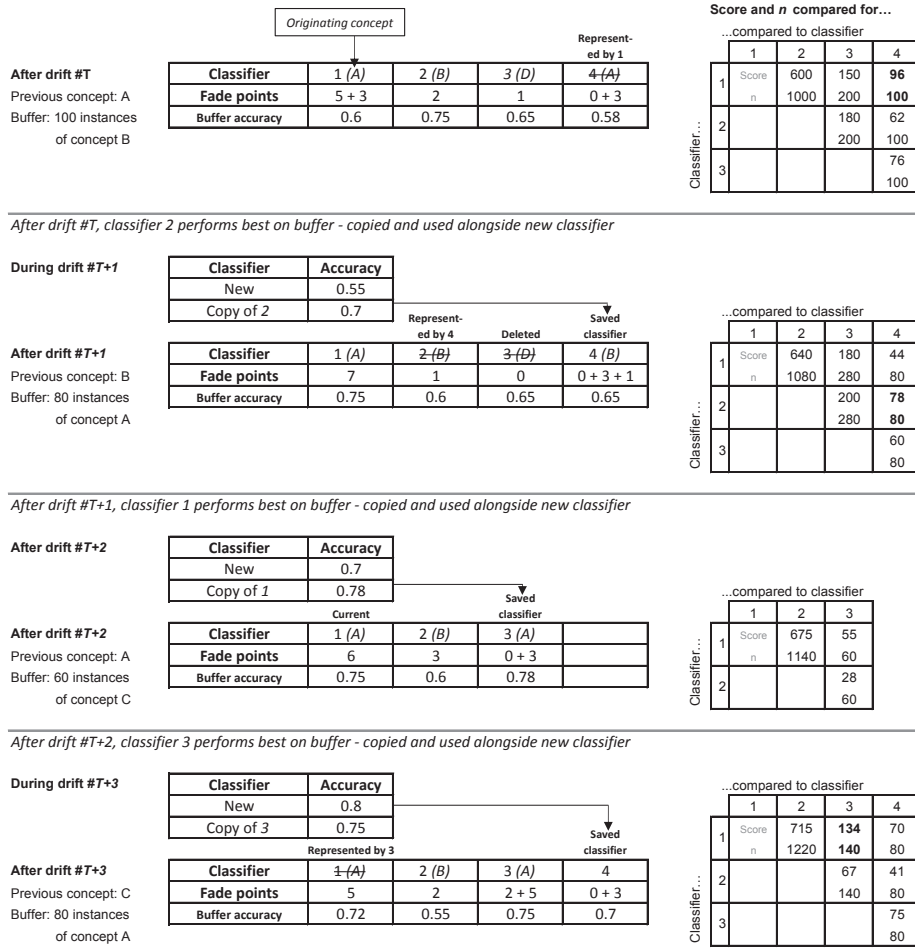 Score and n compared for…
Originating concept
...compared to classifier
Represent-
ed by 1
1 2 3 4
After drift #T Classifier 1 (A) 2 (B) 3 (D) 4 (A)
Previous concept: A Fade points 5 + 3 2 1 0 + 3
Buffer: 100 instances Buffer accuracy 0.6 0.75 0.65 0.58
of concept B
Classifier…
1 Score 600 150 96
n 1000 200 100
2 180 62
200 100
3 76
100
After drift #T, classifier 2 performs best on buffer - copied and used alongside new classifier
During drift #T+1 Classifier Accuracy
New 0.55
Copy of 2 0.7
Represent-
ed by 4 Deleted Saved
classifier
After drift #T+1 Classifier 1 (A) 2 (B) 3 (D) 4 (B)
Previous concept: B Fade points 7 1 0 0 + 3 + 1
Buffer: 80 instances Buffer accuracy 0.75 0.6 0.65 0.65
of concept A
...compared to classifier
1 2 3 4
Classifier…
1 Score 640 180 44
n 1080 280 80
2 200 78
280 80
3 60
80
After drift #T+1, classifier 1 performs best on buffer - copied and used alongside new classifier
After drift #T+2 Classifier Accuracy
New 0.7
Copy of 1 0.78
Current Saved
classifier
After drift #T+2 Classifier 1 (A) 2 (B) 3 (A)
Previous concept: A Fade points 6 3 0 + 3
Buffer: 60 instances Buffer accuracy 0.75 0.6 0.78
of concept C
...compared to classifier
1 2 3
Classifier…
1 Score 675 55
n 1140 60
2 28
60
After drift #T+2, classifier 3 performs best on buffer - copied and used alongside new classifier
During drift #T+3 Classifier Accuracy
New 0.8
Copy of 3 0.75
Represented by 3 Saved
classifier
After drift #T+3 Classifier 1 (A) 2 (B) 3 (A) 4
Previous concept: C Fade points 5 2 2 + 5 0 + 3
Buffer: 80 instances Buffer accuracy 0.72 0.55 0.75 0.7
of concept A
...compared to classifier
1 2 3 4
Classifier…
1 Score 715 134 70
n 1220 140 80
2 67 41
140 80
3 75
80